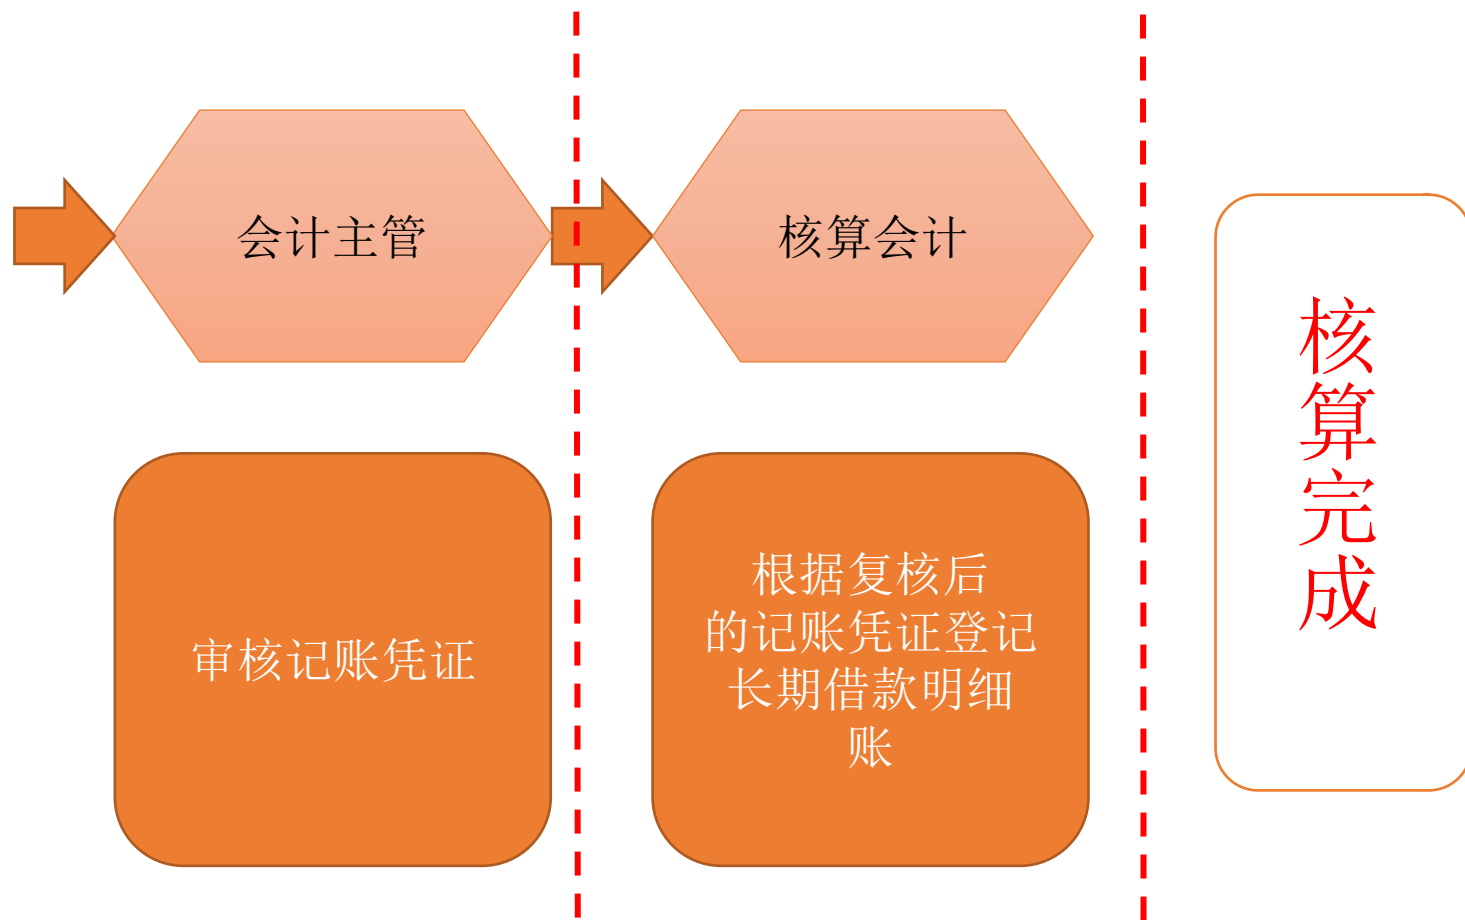 会计主管
核算会计
审核记账凭证
根据复核后
的记账凭证登记
长期借款明细
账
核算完成